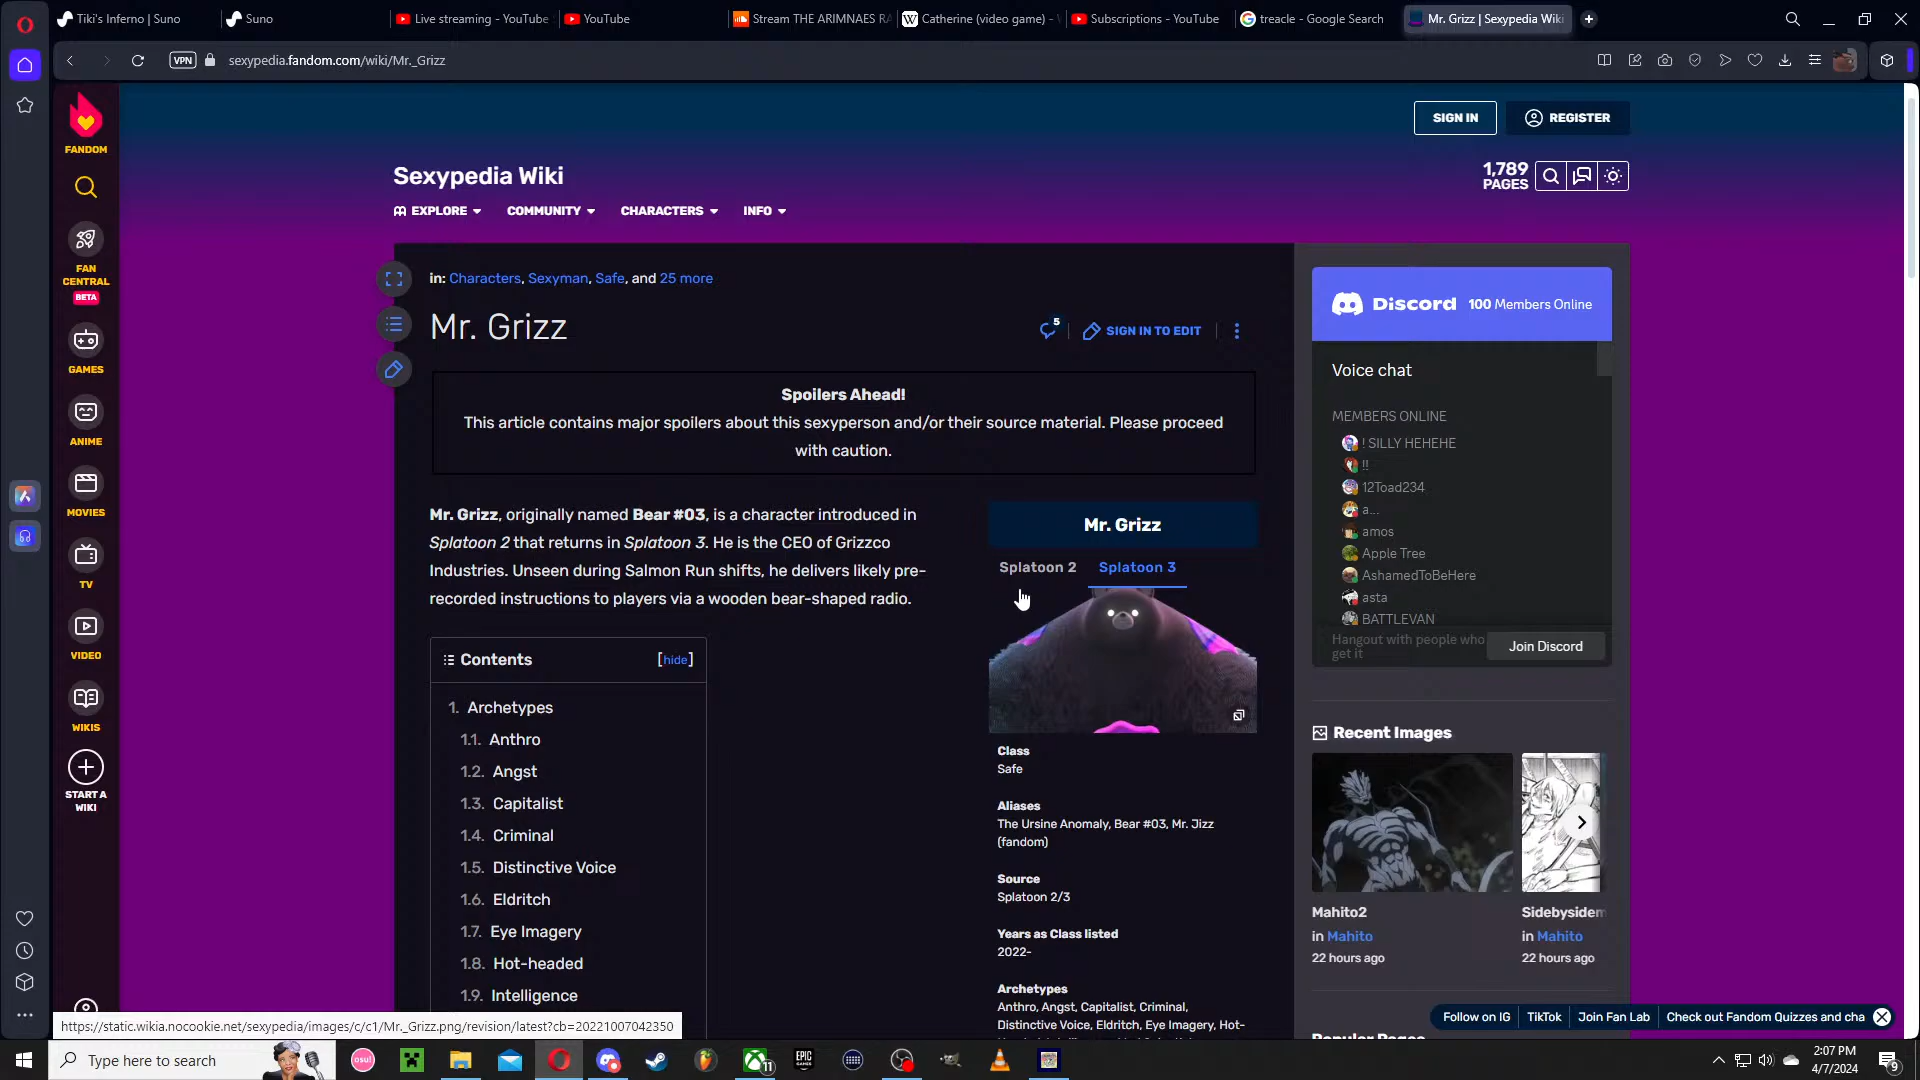 Tiki's Inferno | Suno
Suno
Live streaming - YouTube
YouTube
Stream THE ARIMNAES RA
Catherine (video game) -
Subscriptions - YouTube
treacle - Google Search
Mr. Grizz | Sexypedia Wiki
VPN
sexypedia.fandom.com/wiki/Mr._Grizz
FANDOM
FAN CENTRAL
BETA
GAMES
ANIME
MOVIES
TV
VIDEO
WIKIS
START A WIKI
SIGN IN
REGISTER
Sexypedia Wiki
1,789
PAGES
EXPLORE
COMMUNITY
CHARACTERS
INFO
in: Characters, Sexyman, Safe, and 25 more
Mr. Grizz
5
SIGN IN TO EDIT
Spoilers Ahead!
This article contains major spoilers about this sexyperson and/or their source material. Please proceed
with caution.
Mr. Grizz, originally named Bear #03, is a character introduced in
Splatoon 2 that returns in Splatoon 3. He is the CEO of Grizzco
Industries. Unseen during Salmon Run shifts, he delivers likely pre-
recorded instructions to players via a wooden bear-shaped radio.
Contents [hide]
1. Archetypes
1.1. Anthro
1.2. Angst
1.3. Capitalist
1.4. Criminal
1.5. Distinctive Voice
1.6. Eldritch
1.7. Eye Imagery
1.8. Hot-headed
1.9. Intelligence
Mr. Grizz
Splatoon 2
Splatoon 3
Class
Safe
Aliases
The Ursine Anomaly, Bear #03, Mr. Jizz
(fandom)
Source
Splatoon 2/3
Years as Class listed
2022-
Archetypes
Anthro, Angst, Capitalist, Criminal,
Distinctive Voice, Eldritch, Eye Imagery, Hot-
Discord 100 Members Online
Voice chat
MEMBERS ONLINE
! SILLY HEHEHE
!!
12Toad234
a...
amos
Apple Tree
AshamedToBeHere
asta
BATTLEVAN
Hangout with people who
get it
Join Discord
Recent Images
Mahito2
in Mahito
22 hours ago
Sidebysidem
in Mahito
22 hours ago
Popular Pages
Follow on IG
TikTok
Join Fan Lab
Check out Fandom Quizzes and cha
https://static.wikia.nocookie.net/sexypedia/images/c/c1/Mr._Grizz.png/revision/latest?cb=20221007042350
Type here to search
osu!
11
EPIC
GAMES
2:07 PM
4/7/2024
9